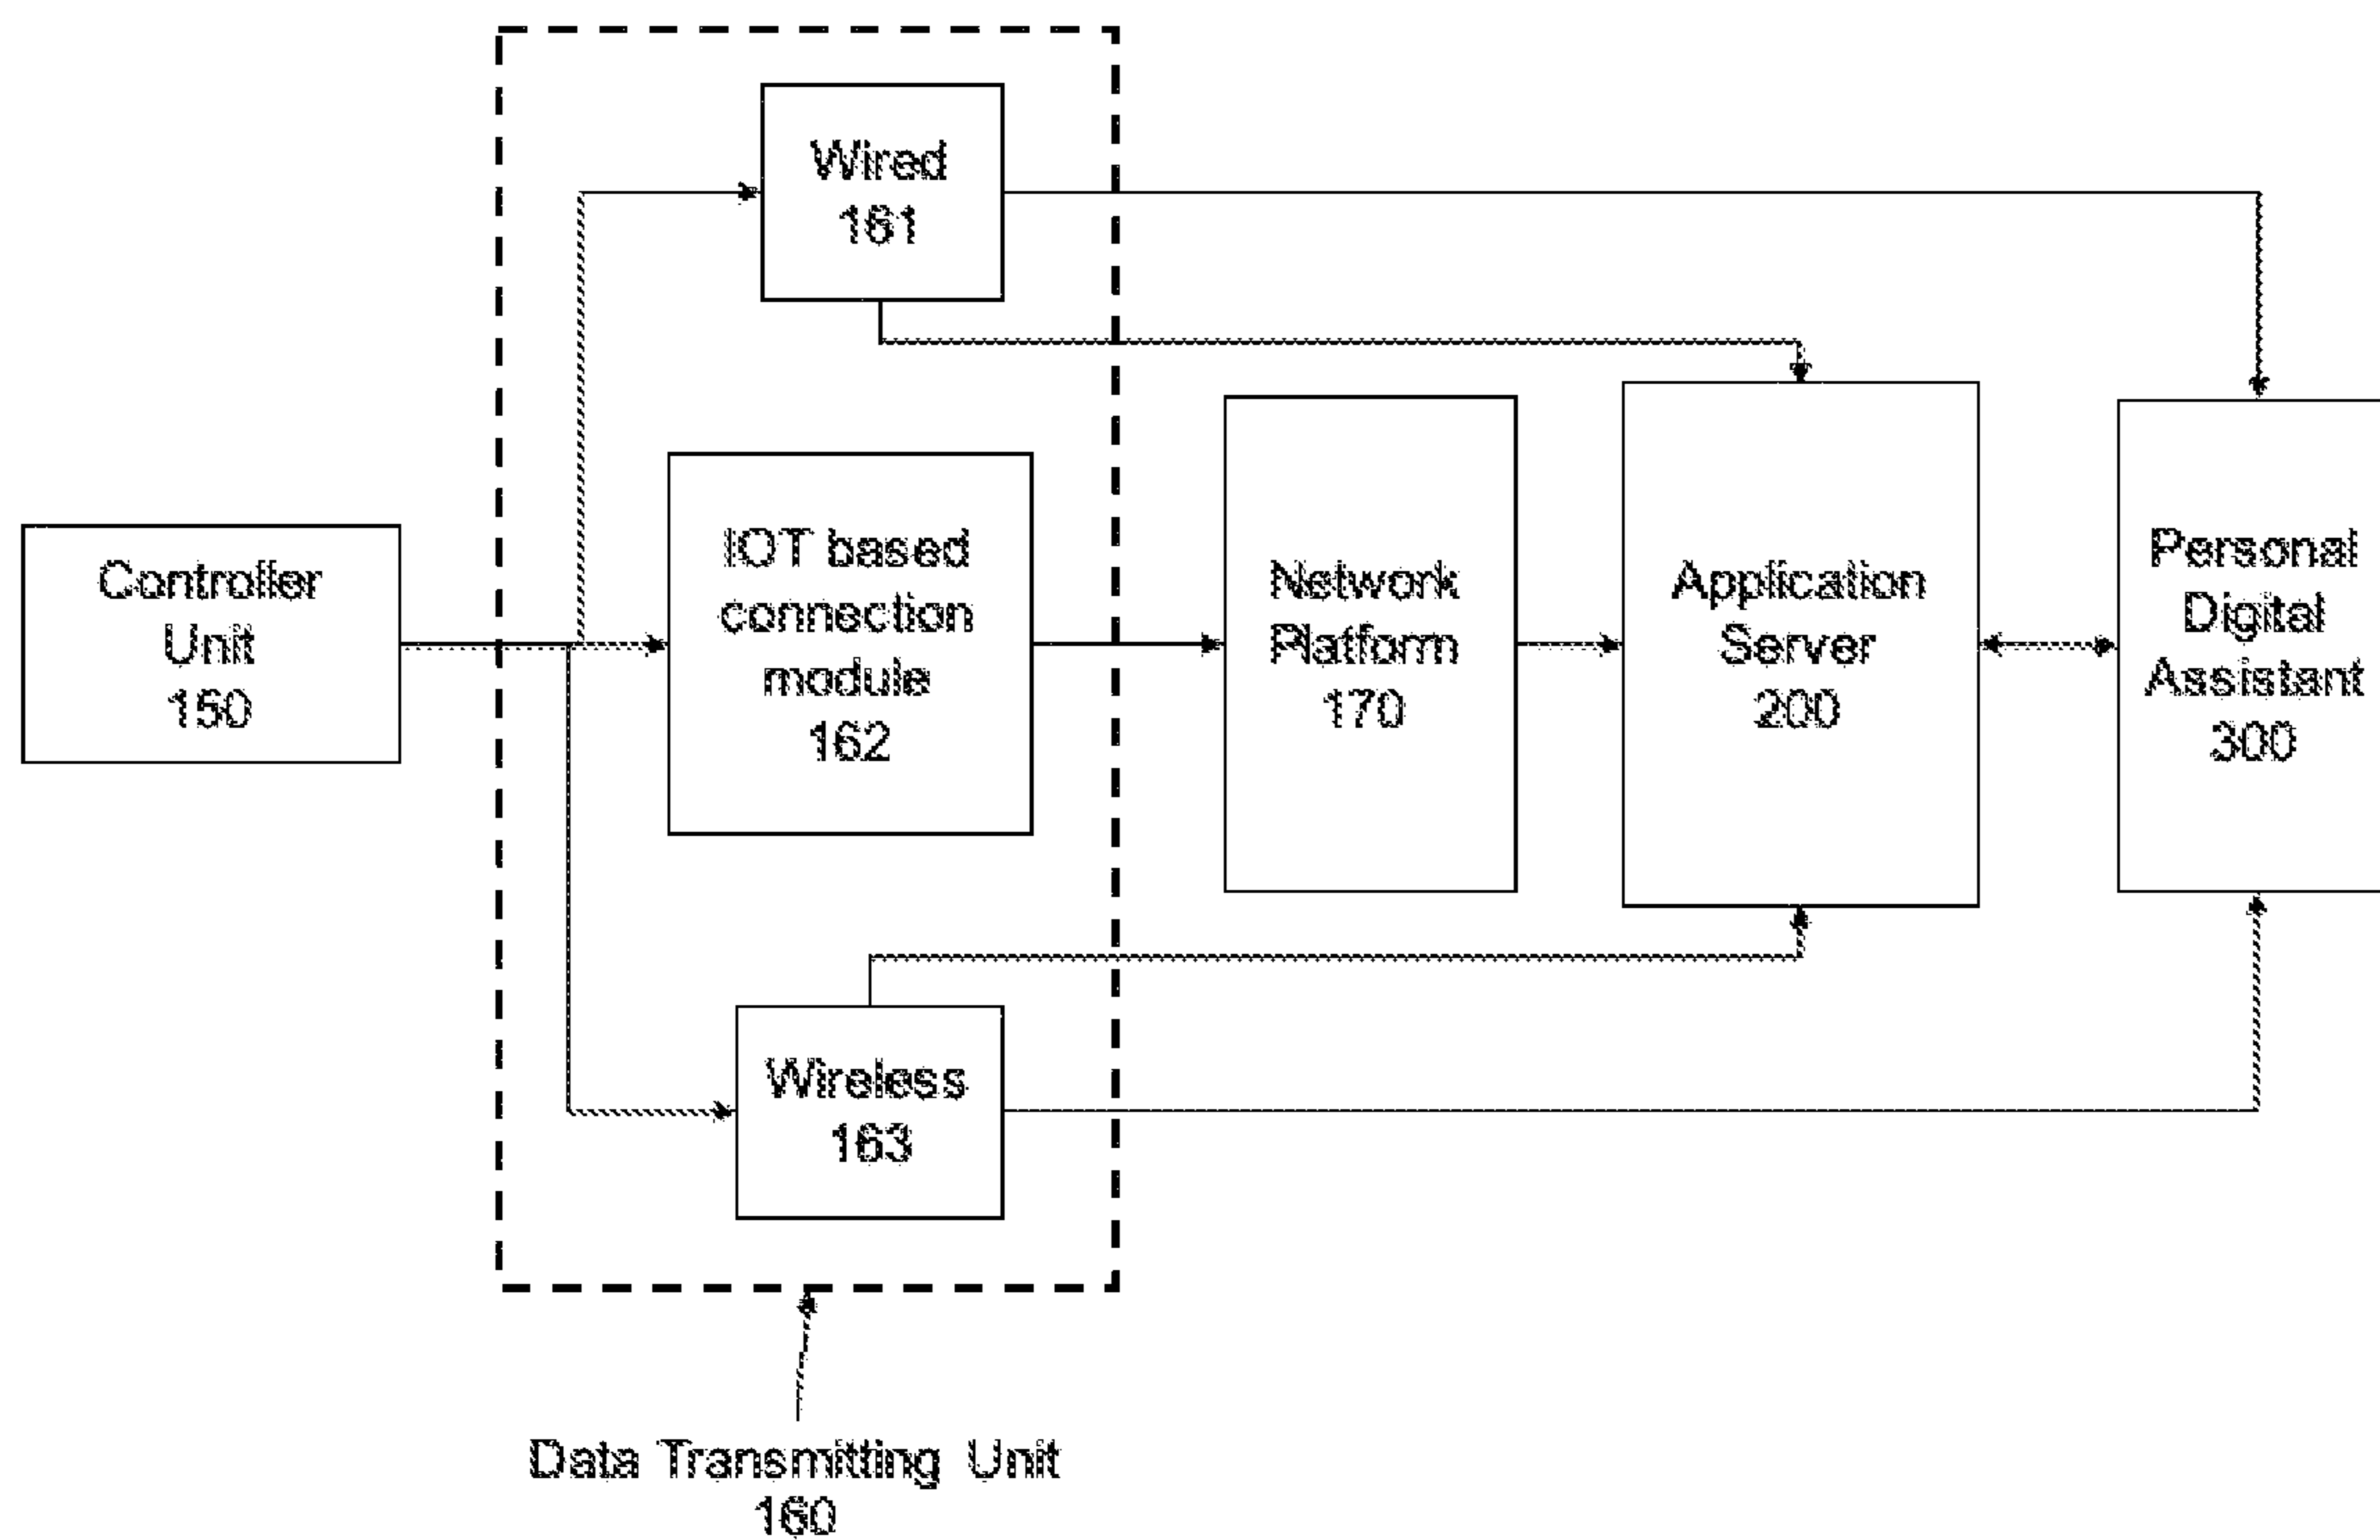 Wired
161
Controller
Unit
150
IOT based
connection
module
162
Network
Platform
170
Application
Server
200
Personal
Digital
Assistant
300
Wireless
163
Data Transmitting Unit
160